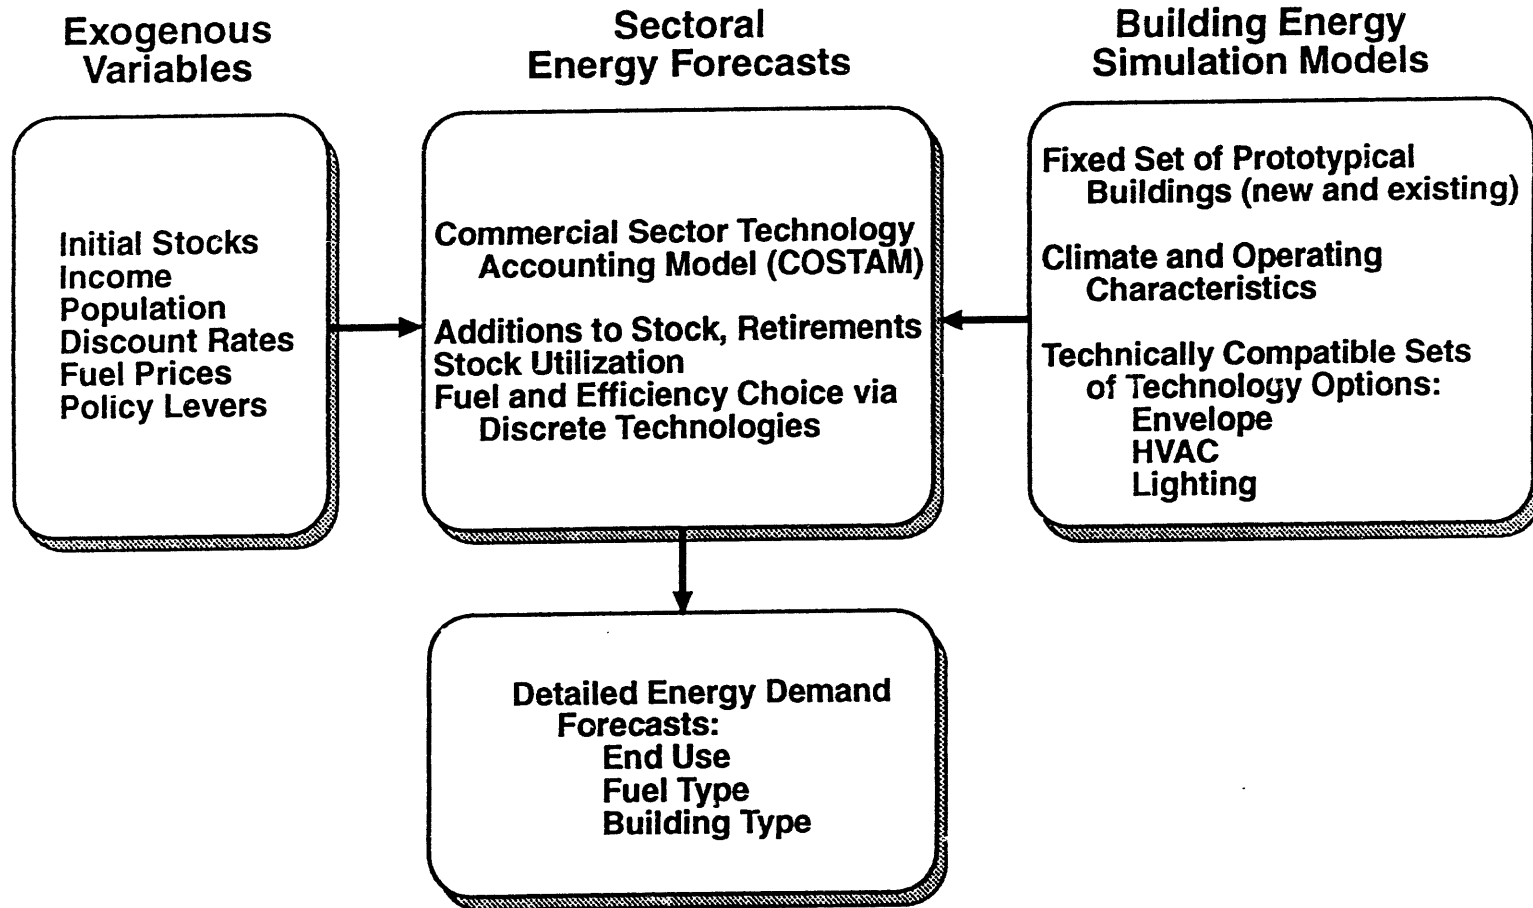 Exogenous
Variables
Initial Stocks
Income
Population
Discount Rates
Fuel Prices
Policy Levers
Sectoral
Energy Forecasts
Commercial Sector Technology
Accounting Model (COSTAM)
Additions to Stock, Retirements
Stock Utilization
Fuel and Efficiency Choice via
Discrete Technologies
Building Energy
Simulation Models
Fixed Set of Prototypical
Buildings (new and existing)
Climate and Operating
Characteristics
Technically Compatible Sets
of Technology Options:
Envelope
HVAC
Lighting
Detailed Energy Demand
Forecasts:
End Use
Fuel Type
Building Type